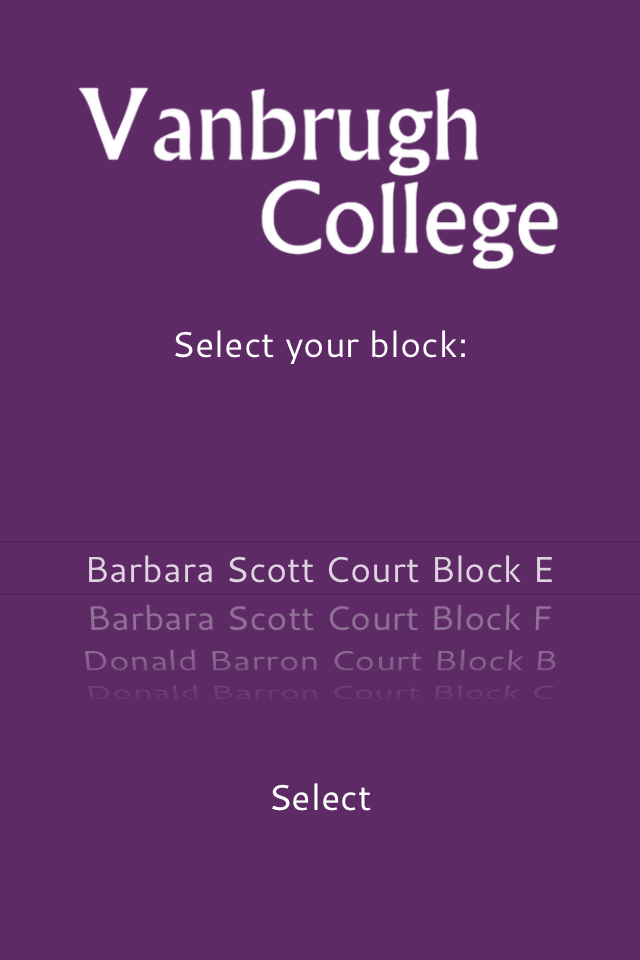 Vanbrugh
College
Select your block:
Barbara Scott Court Block E
Barbara Scott Court Block F
Donald Barron Court Block B
Donald Barron Court Block C
Select